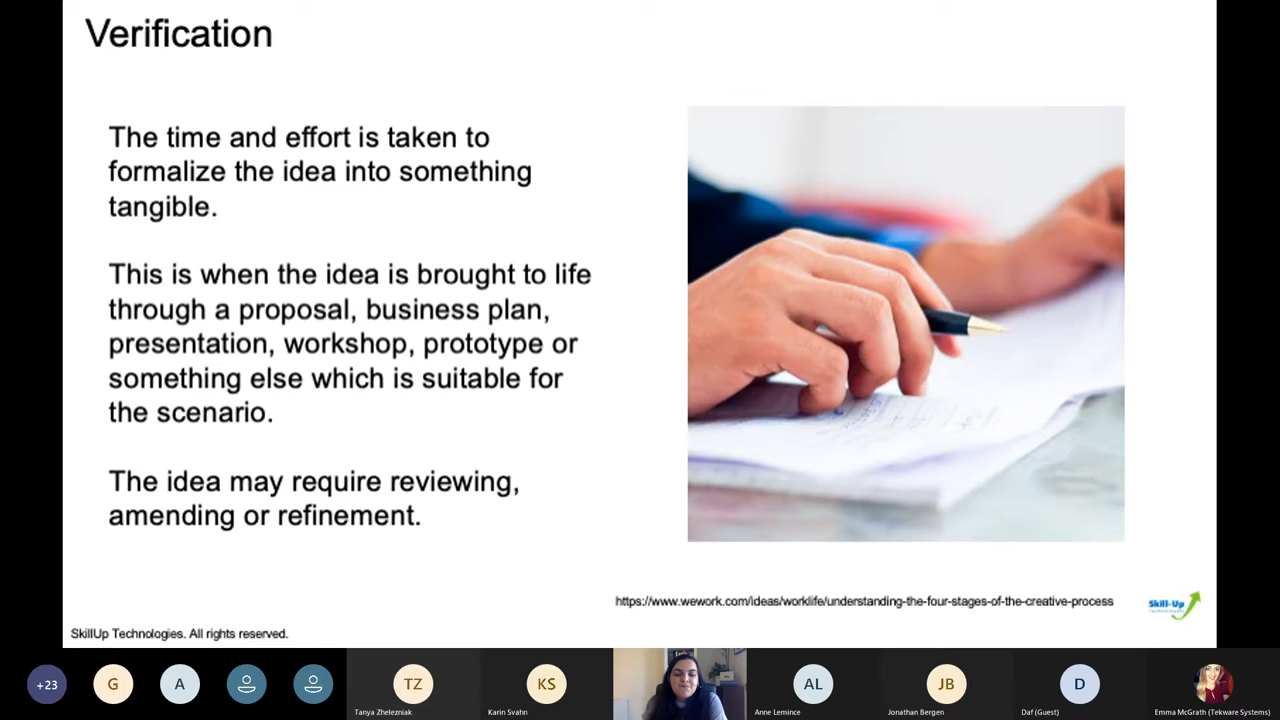 Verification
The time and effort is taken to
formalize the idea into something
tangible.
This is when the idea is brought to life
through a proposal, business plan,
presentation, workshop, prototype or
something else which is suitable for
the scenario.
The idea may require reviewing,
amending or refinement.
https://www.wework.com/ideas/worklife/understanding-the-four-stages-of-the-creative-process
Skill-Up
SkillUp Technologies. All rights reserved.
+23
G
A
TZ
KS
AL
JB
D
Tanya Zhelezniak
Karin Svahn
Anne Lemince
Jonathan Bergen
Daf (Guest)
Emma McGrath (Tekware Systems)